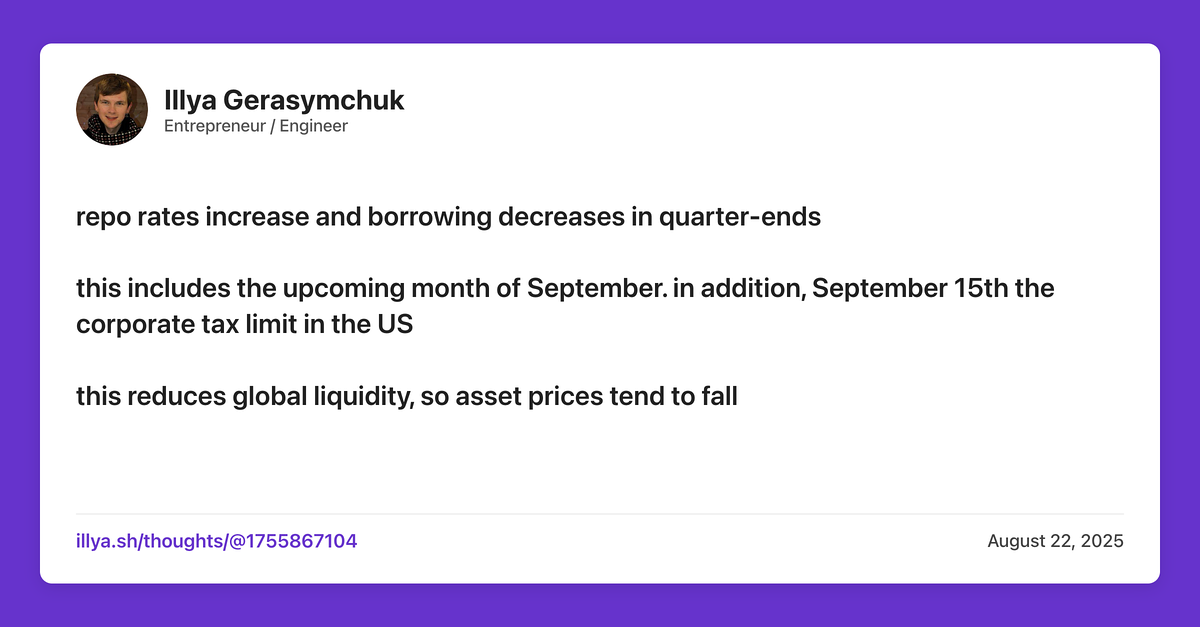 Illya Gerasymchuk
Entrepreneur / Engineer
repo rates increase and borrowing decreases in quarter-ends
this includes the upcoming month of September. in addition, September 15th the
corporate tax limit in the US
this reduces global liquidity, so asset prices tend to fall
illya.sh/thoughts/@1755867104
August 22, 2025